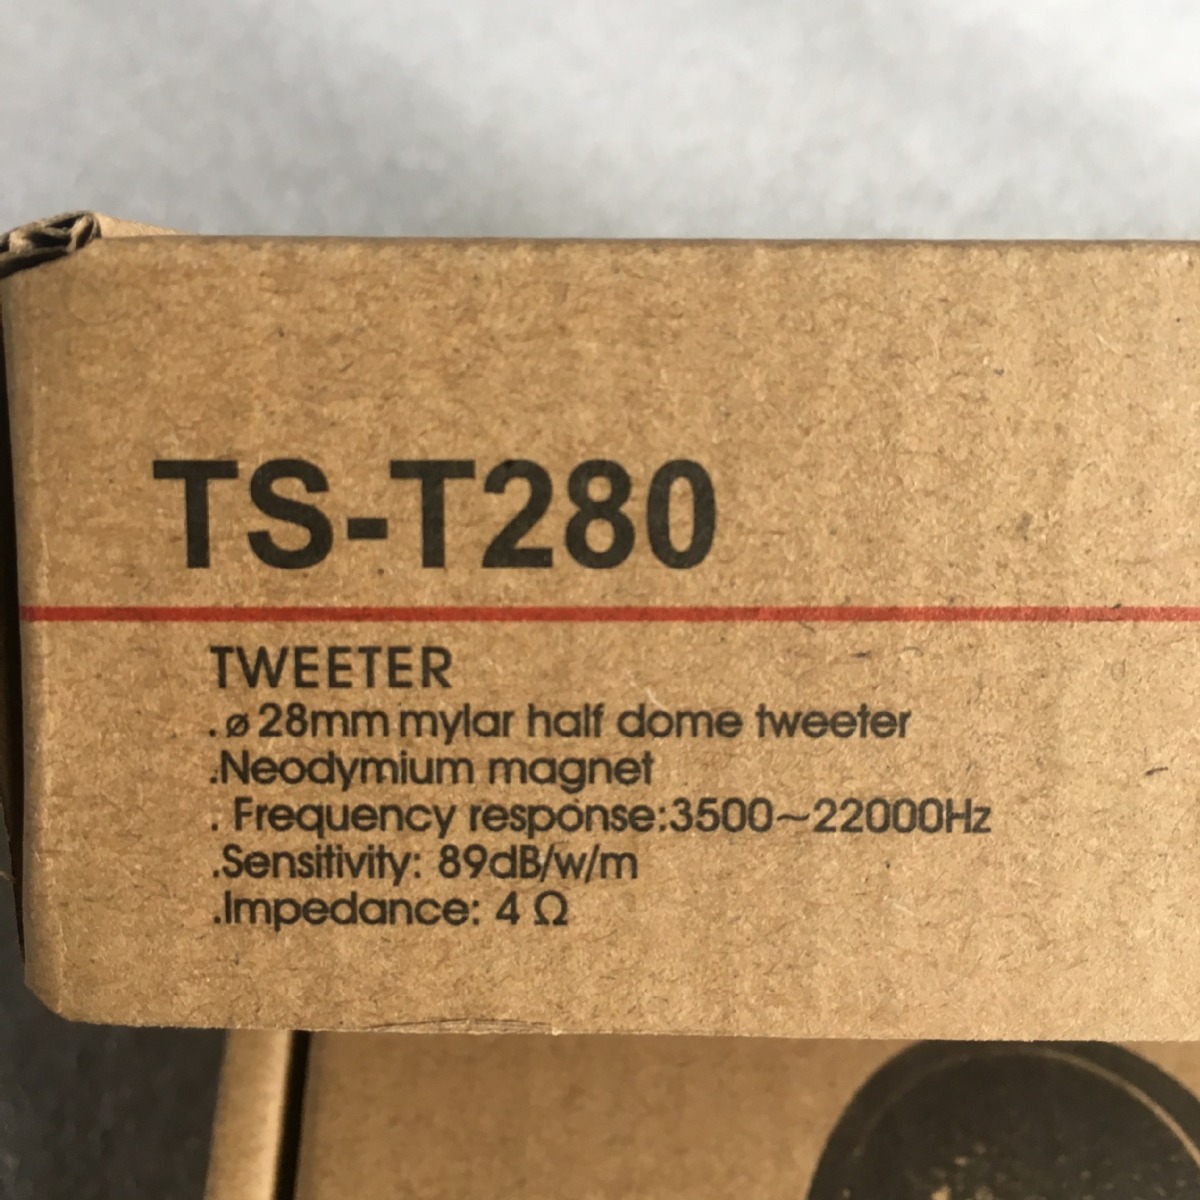 TS-T280
TWEETER
.ø 28mm mylar half dome tweeter
.Neodymium magnet
. Frequency response:3500~22000Hz
.Sensitivity: 89dB/w/m
.Impedance: 4 Ω